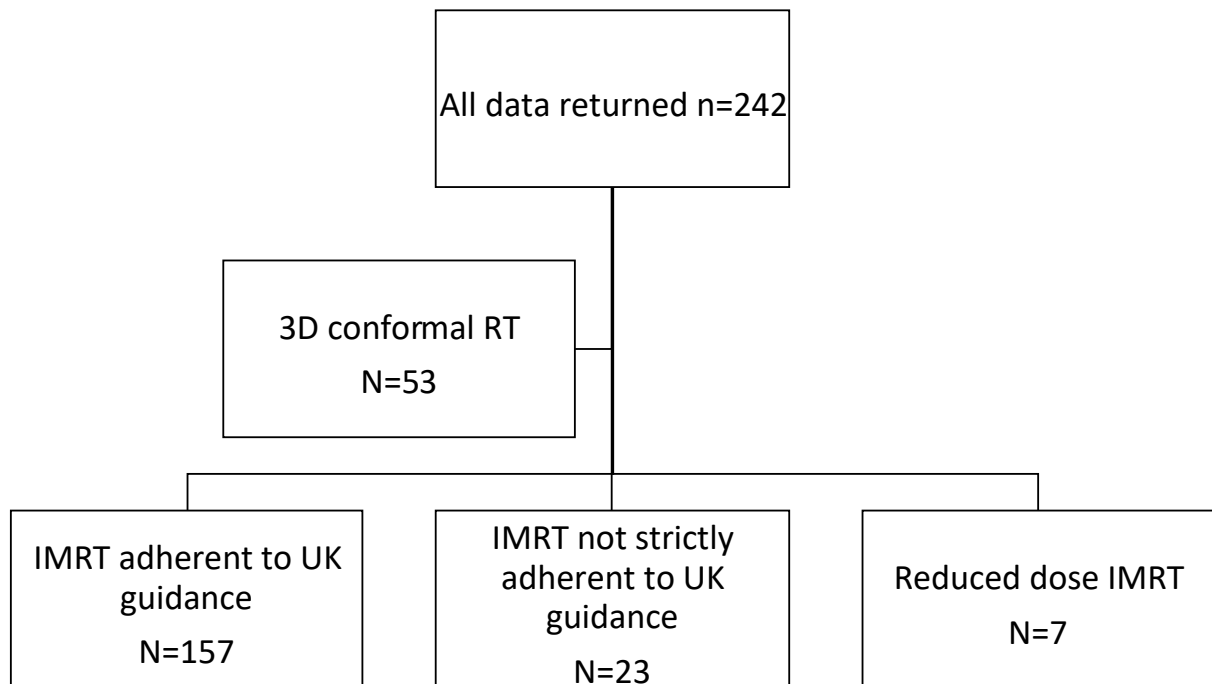 All data returned n=242
3D conformal RT
N=53
IMRT adherent to UK
guidance
N=157
IMRT not strictly
adherent to UK
guidance
N=23
Reduced dose IMRT
N=7